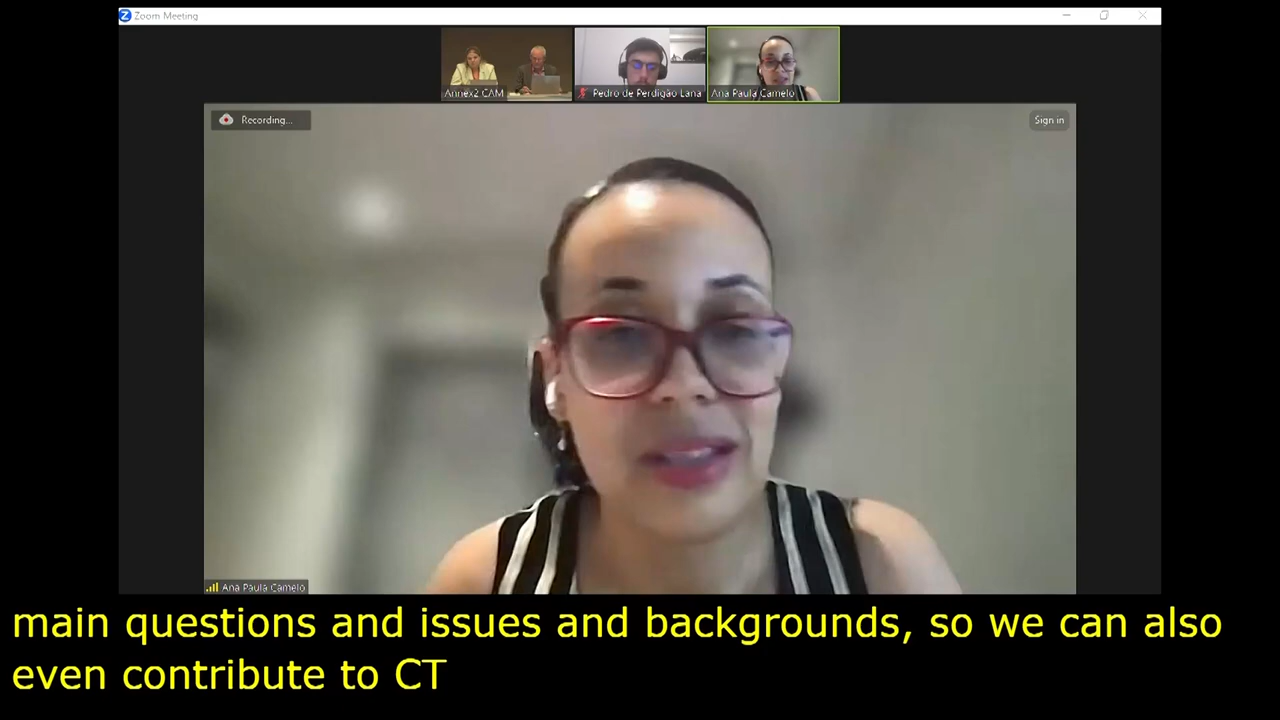 Zoom Meeting
Annex2 CAM
Pedro de Perdigão Lana
Ana Paula Camelo
Recording...
Sign in
Ana Paula Camelo
main questions and issues and backgrounds, so we can also
even contribute to CT